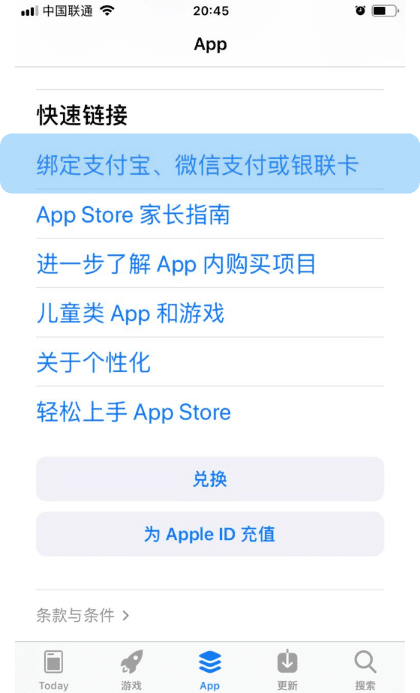 中国联通
20:45
App
快速链接
绑定支付宝、微信支付或银联卡
App Store 家长指南
进一步了解 App 内购买项目
儿童类 App 和游戏
关于个性化
轻松上手 App Store
兑换
为 Apple ID 充值
条款与条件
Today
游戏
App
更新
搜索